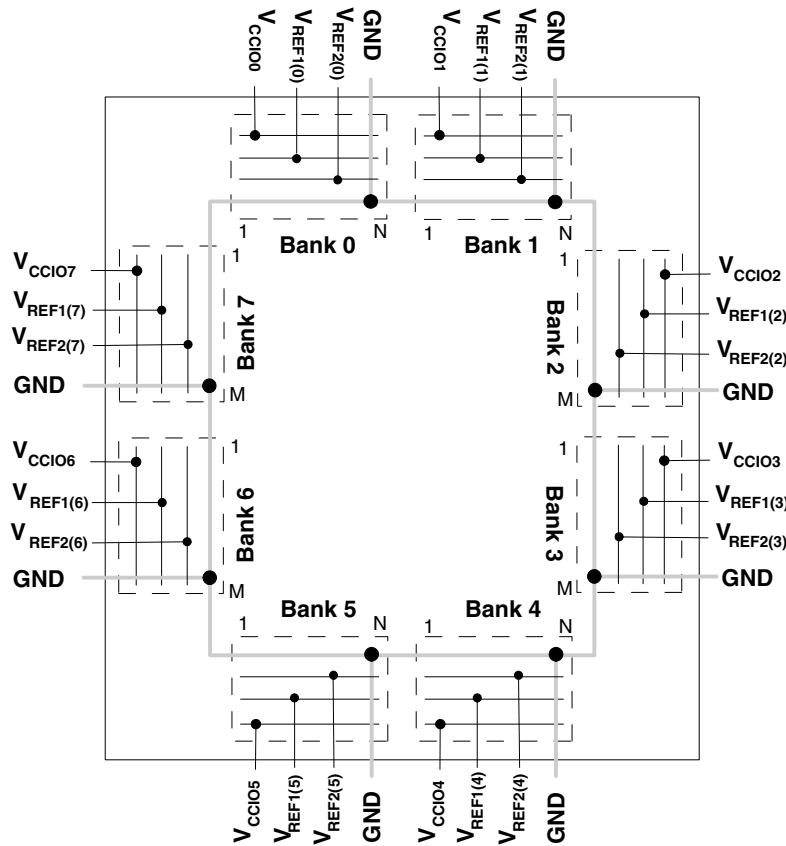 VCCIO0
VREF1(0)
VREF2(0)
GND
VCCIO1
VREF1(1)
VREF2(1)
GND
1
N
1
N
Bank 0
Bank 1
VCCIO7
VREF1(7)
VREF2(7)
GND
1
Bank 7
M
1
Bank 2
M
VCCIO2
VREF1(2)
VREF2(2)
GND
VCCIO6
VREF1(6)
VREF2(6)
GND
1
Bank 6
M
1
Bank 3
M
VCCIO3
VREF1(3)
VREF2(3)
GND
Bank 5
Bank 4
1
N
1
N
VCCIO5
VREF1(5)
VREF2(5)
GND
VCCIO4
VREF1(4)
VREF2(4)
GND